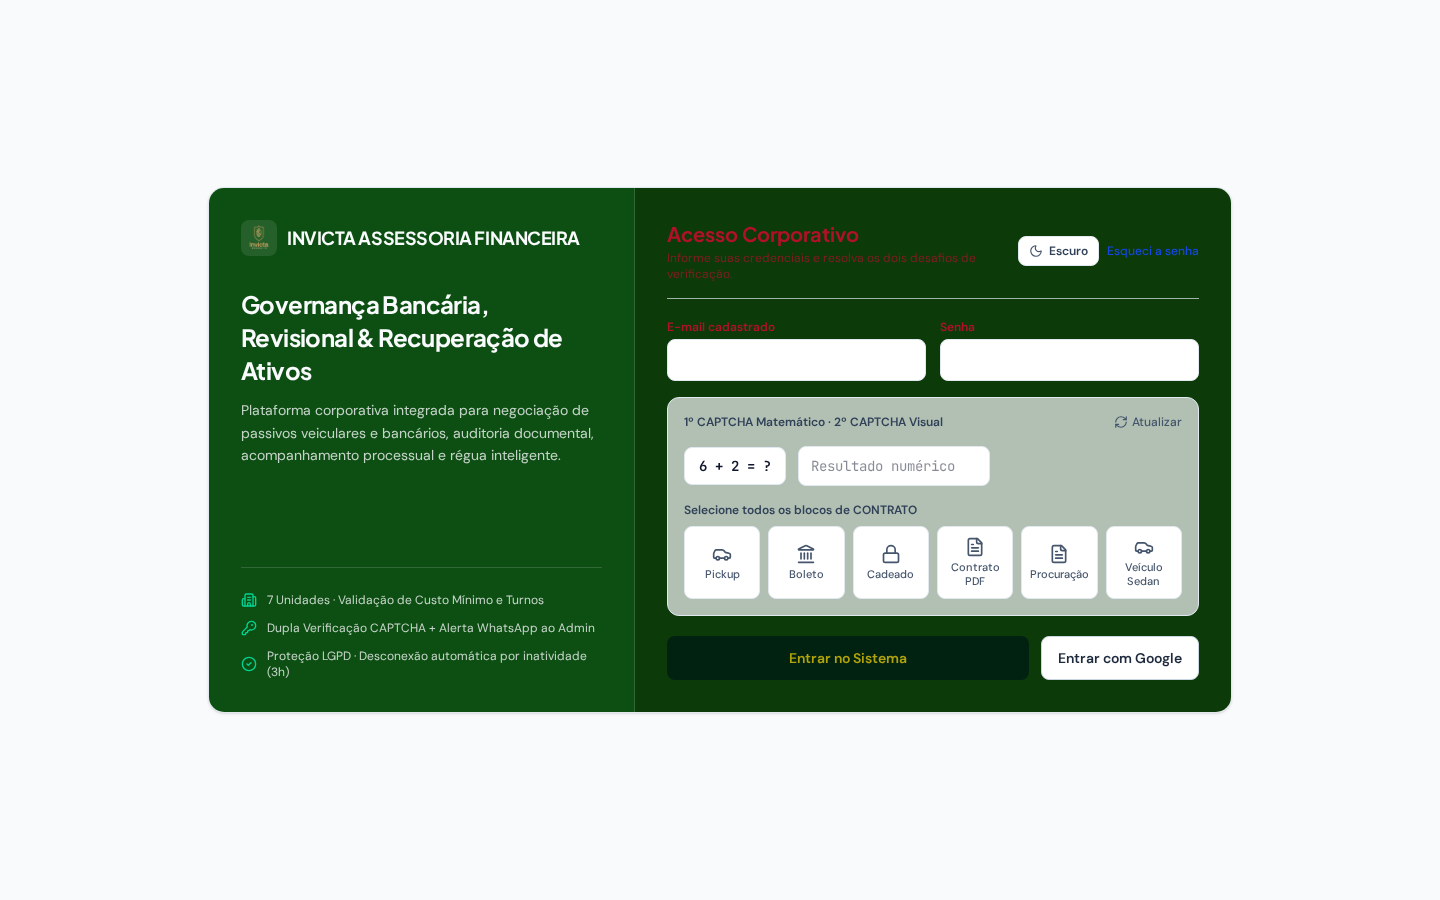 invicta
INVICTA ASSESSORIA FINANCEIRA
Governança Bancária,
Revisional & Recuperação de
Ativos
Plataforma corporativa integrada para negociação de
passivos veiculares e bancários, auditoria documental,
acompanhamento processual e régua inteligente.
7 Unidades · Validação de Custo Mínimo e Turnos
Dupla Verificação CAPTCHA + Alerta WhatsApp ao Admin
Proteção LGPD · Desconexão automática por inatividade
(3h)
Acesso Corporativo
Informe suas credenciais e resolva os dois desafios de
verificação.
Escuro
Esqueci a senha
E-mail cadastrado
Senha
1º CAPTCHA Matemático · 2º CAPTCHA Visual
Atualizar
6 + 2 = ?
Resultado numérico
Selecione todos os blocos de CONTRATO
Pickup
Boleto
Cadeado
Contrato
PDF
Procuração
Veículo
Sedan
Entrar no Sistema
Entrar com Google